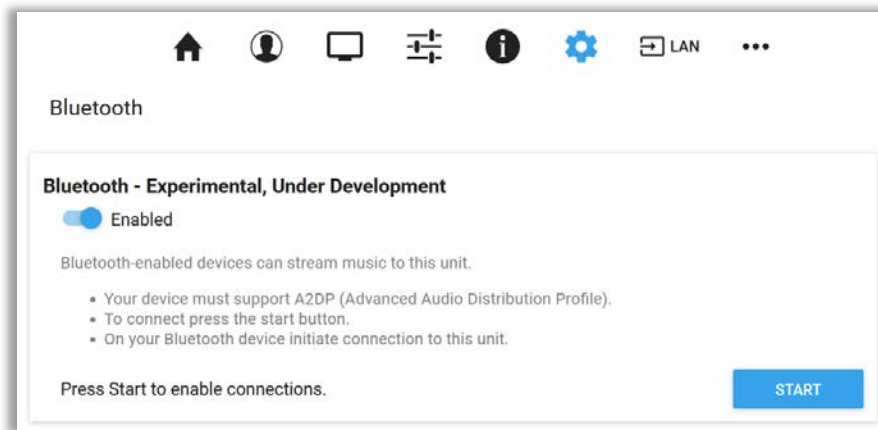 LAN
Bluetooth
Bluetooth - Experimental, Under Development
Enabled
Bluetooth-enabled devices can stream music to this unit.
• Your device must support A2DP (Advanced Audio Distribution Profile).
• To connect press the start button.
• On your Bluetooth device initiate connection to this unit.
Press Start to enable connections.
START